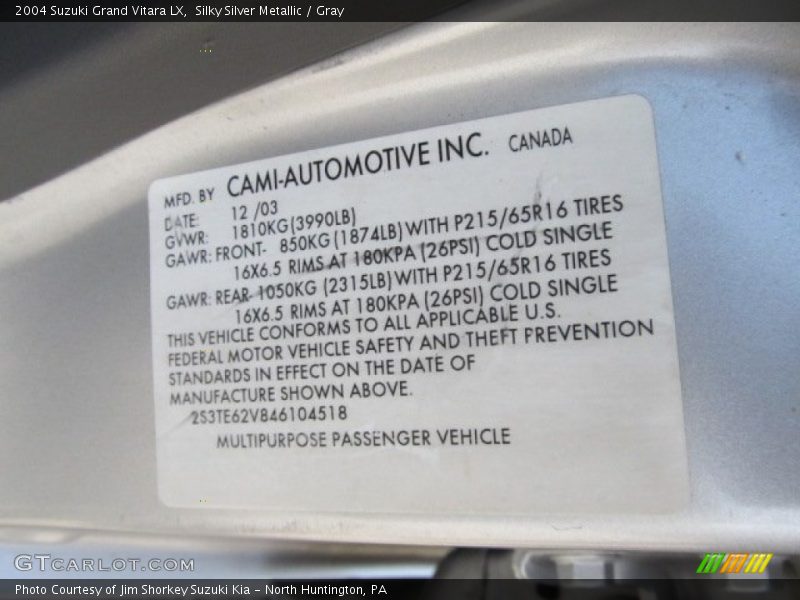 2004 Suzuki Grand Vitara LX,  Silky Silver Metallic / Gray
MFD. BY CAMI-AUTOMOTIVE INC. CANADA
DATE: 12 /03
GVWR: 1810KG(3990LB)
GAWR: FRONT- 850KG(1874LB) WITH P215/65R16 TIRES
16X6.5 RIMS AT 180KPA (26PSI) COLD SINGLE
GAWR: REAR- 1050KG (2315LB) WITH P215/65R16 TIRES
16X6.5 RIMS AT 180KPA (26PSI) COLD SINGLE
THIS VEHICLE CONFORMS TO ALL APPLICABLE U.S.
FEDERAL MOTOR VEHICLE SAFETY AND THEFT PREVENTION
STANDARDS IN EFFECT ON THE DATE OF
MANUFACTURE SHOWN ABOVE.
2S3TE62V846104518
MULTIPURPOSE PASSENGER VEHICLE
GTCARLOT.COM
Photo Courtesy of Jim Shorkey Suzuki Kia - North Huntington, PA